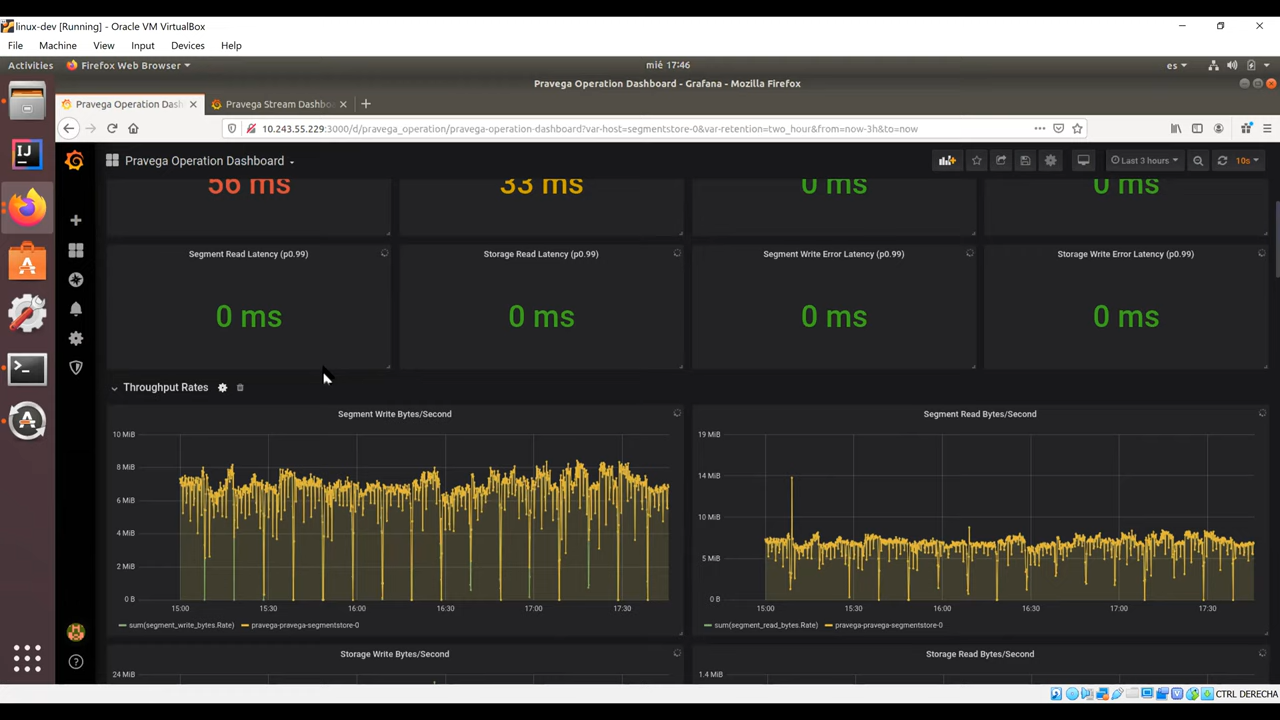 linux-dev [Running] - Oracle VM VirtualBox
File Machine View Input Devices Help
Activities Firefox Web Browser mié 17:46 es
Pravega Operation Dashboard - Grafana - Mozilla Firefox
Pravega Operation Dash Pravega Stream Dashbo
10.243.55.229:3000/d/pravega_operation/pravega-operation-dashboard?var-host=segmentstore-0&var-retention=two_hour&from=now-3h&to=now
Pravega Operation Dashboard Last 3 hours 10s
56 ms 33 ms 0 ms 0 ms
Segment Read Latency (p0.99) Storage Read Latency (p0.99) Segment Write Error Latency (p0.99) Storage Write Error Latency (p0.99)
0 ms 0 ms 0 ms 0 ms
Throughput Rates
Segment Write Bytes/Second
10 MiB
8 MiB
6 MiB
4 MiB
2 MiB
0 B
15:00 15:30 16:00 16:30 17:00 17:30
sum(segment_write_bytes.Rate) pravega-pravega-segmentstore-0
Segment Read Bytes/Second
19 MiB
14 MiB
10 MiB
5 MiB
0 B
15:00 15:30 16:00 16:30 17:00 17:30
sum(segment_read_bytes.Rate) pravega-pravega-segmentstore-0
Storage Write Bytes/Second
24 MiB
Storage Read Bytes/Second
1.4 MiB
CTRL DERECHA